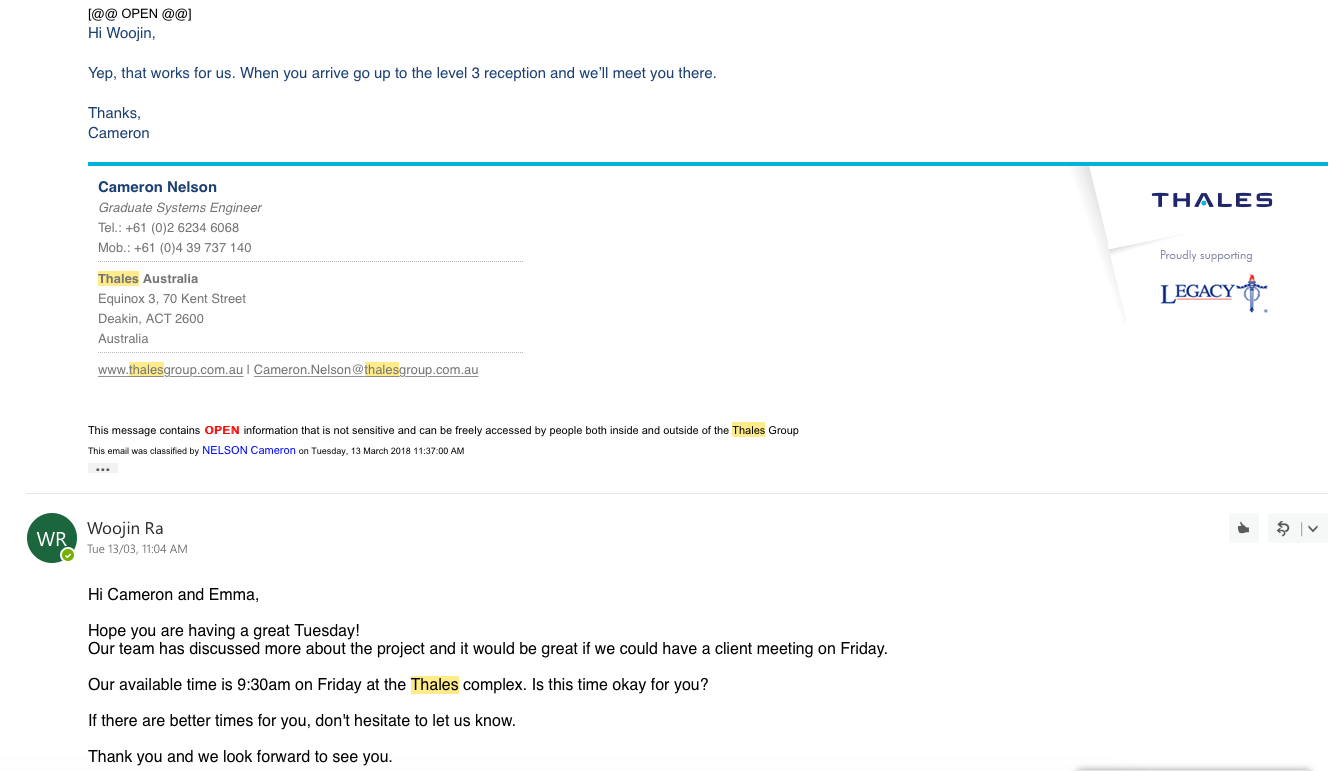 [@@ OPEN @@]
Hi Woojin,
Yep, that works for us. When you arrive go up to the level 3 reception and we’ll meet you there.
Thanks,
Cameron
Cameron Nelson
Graduate Systems Engineer
Tel.: +61 (0)2 6234 6068
Mob.: +61 (0)4 39 737 140
Thales Australia
Equinox 3, 70 Kent Street
Deakin, ACT 2600
Australia
www.thalesgroup.com.au | Cameron.Nelson@thalesgroup.com.au
THALES
Proudly supporting
LEGACY
This message contains OPEN information that is not sensitive and can be freely accessed by people both inside and outside of the Thales Group
This email was classified by NELSON Cameron on Tuesday, 13 March 2018 11:37:00 AM
WR
Woojin Ra
Tue 13/03, 11:04 AM
Hi Cameron and Emma,
Hope you are having a great Tuesday!
Our team has discussed more about the project and it would be great if we could have a client meeting on Friday.
Our available time is 9:30am on Friday at the Thales complex. Is this time okay for you?
If there are better times for you, don't hesitate to let us know.
Thank you and we look forward to see you.